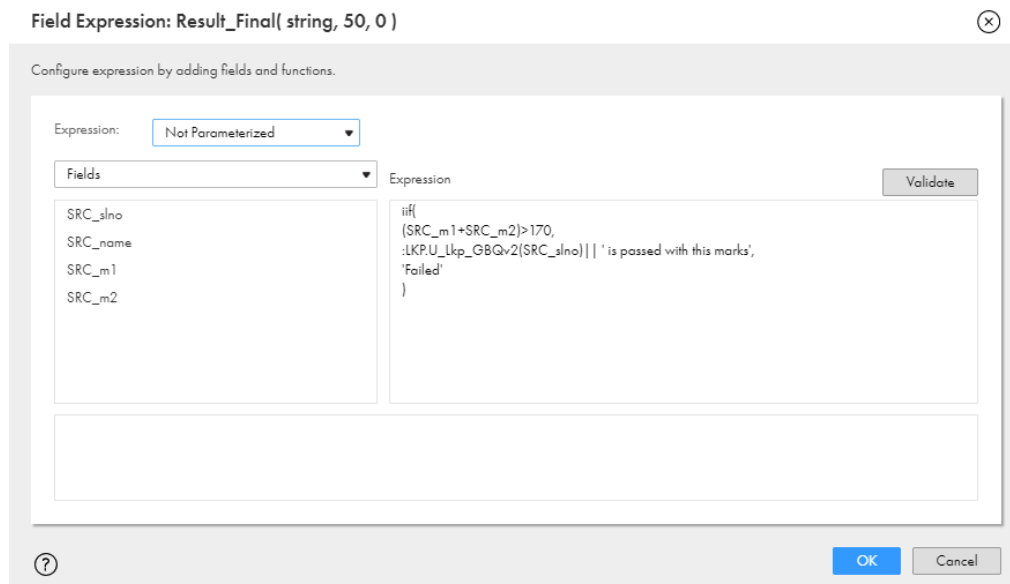 Field Expression: Result_Final( string, 50, 0 )
Configure expression by adding fields and functions.
Expression:
Not Parameterized
Fields
Expression
Validate
SRC_slno
SRC_name
SRC_m1
SRC_m2
iif(
(SRC_m1+SRC_m2)>170,
:LKP.U_Lkp_GBQv2(SRC_slno)|| ' is passed with this marks',
'Failed'
)
?
OK
Cancel